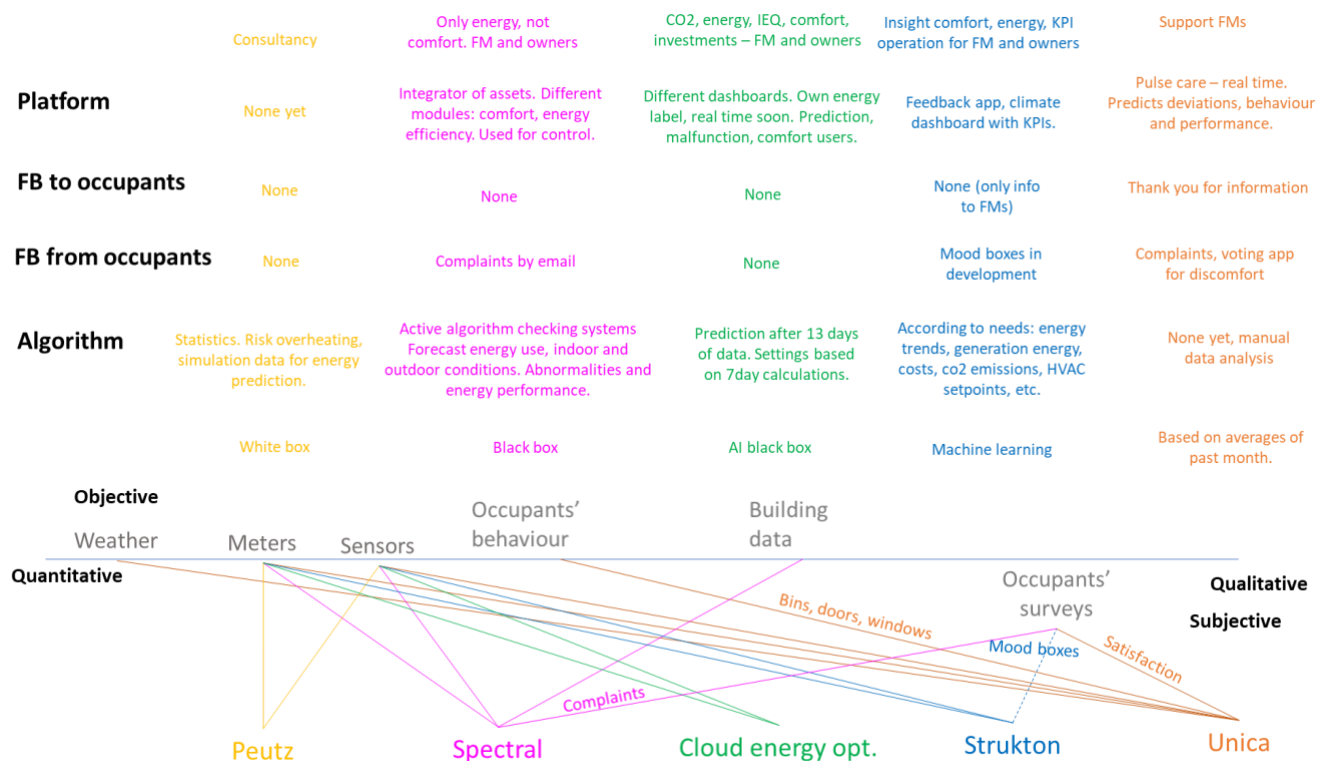 Consultancy
Only energy, not
comfort. FM and owners
CO2, energy, IEQ, comfort,
investments – FM and owners
Insight comfort, energy, KPI
operation for FM and owners
Support FMs
Platform
None yet
Integrator of assets. Different
modules: comfort, energy
efficiency. Used for control.
Different dashboards. Own energy
label, real time soon. Prediction,
malfunction, comfort users.
Feedback app, climate
dashboard with KPIs.
Pulse care – real time.
Predicts deviations, behaviour
and performance.
FB to occupants
None
None
None
None (only info
to FMs)
Thank you for information
FB from occupants
None
Complaints by email
None
Mood boxes in
development
Complaints, voting app
for discomfort
Algorithm
Statistics. Risk overheating,
simulation data for energy
prediction.
Active algorithm checking systems
Forecast energy use, indoor and
outdoor conditions. Abnormalities and
energy performance.
Prediction after 13 days
of data. Settings based
on 7day calculations.
According to needs: energy
trends, generation energy,
costs, co2 emissions, HVAC
setpoints, etc.
None yet, manual
data analysis
White box
Black box
AI black box
Machine learning
Based on averages of
past month.
Objective
Weather
Meters
Sensors
Occupants'
behaviour
Building
data
Quantitative
Occupants'
surveys
Qualitative
Subjective
Bins, doors, windows
Mood boxes
Satisfaction
Complaints
Peutz
Spectral
Cloud energy opt.
Strukton
Unica